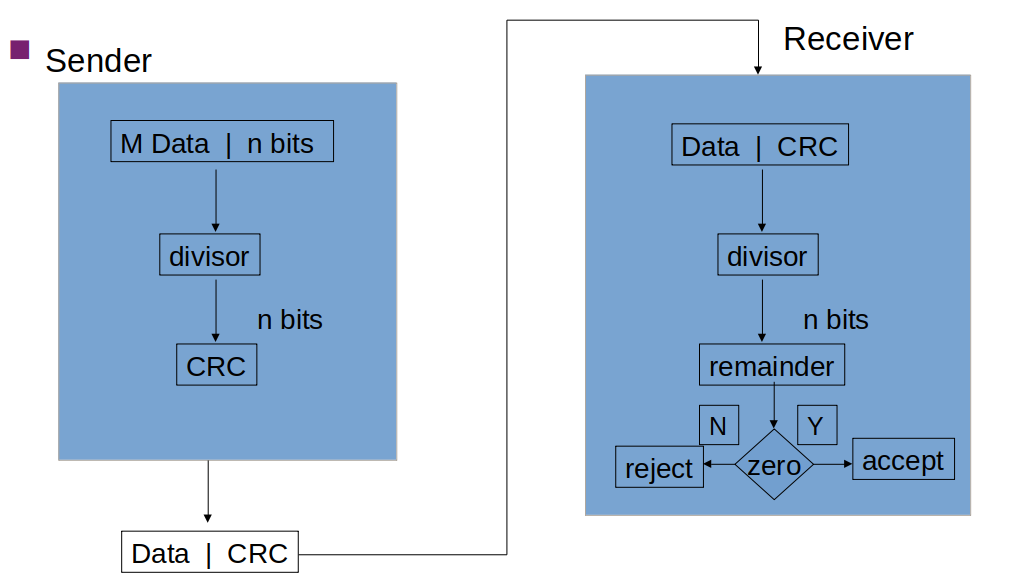 Sender
M Data | n bits
divisor
n bits
CRC
Data | CRC
Receiver
Data | CRC
divisor
n bits
remainder
N
Y
reject
zero
accept